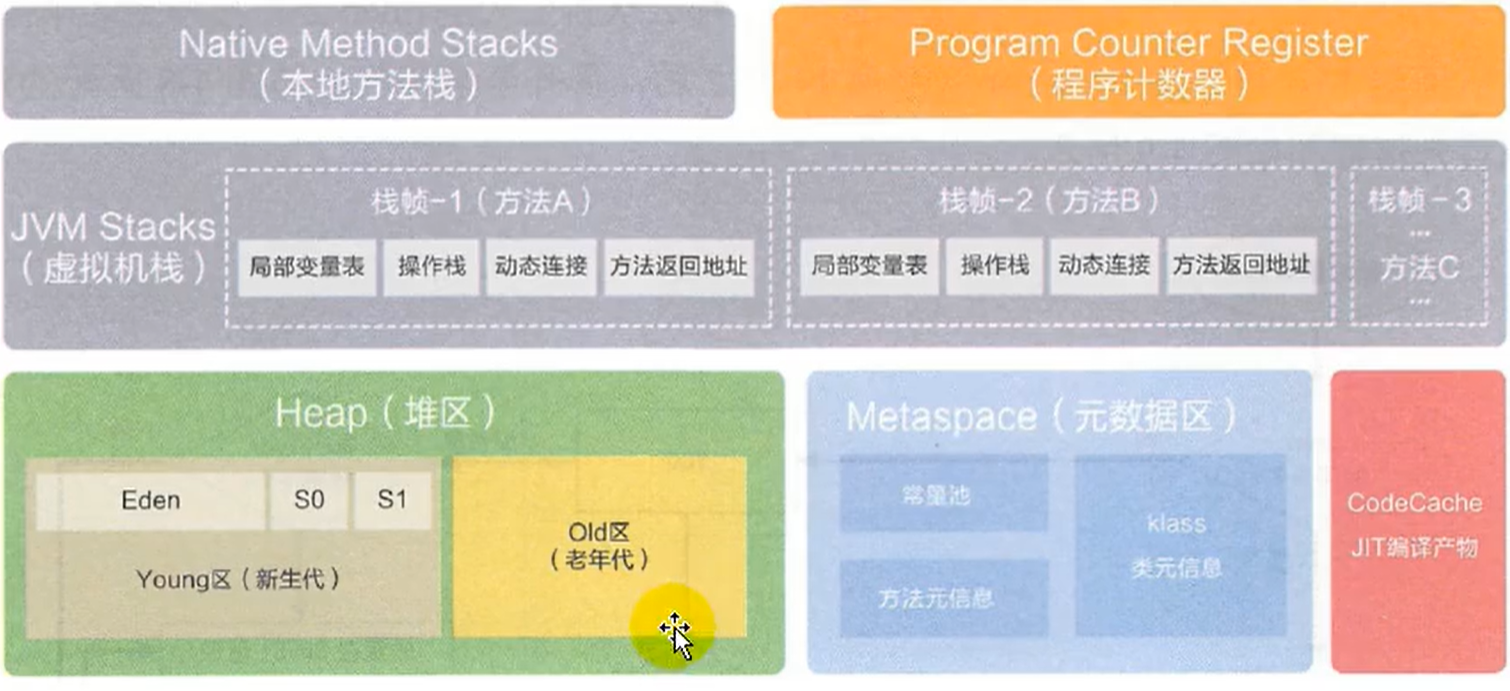 Native Method Stacks
（本地方法栈）
Program Counter Register
（程序计数器）
JVM Stacks
（虚拟机栈）
栈帧-1（方法A）
局部变量表
操作栈
动态连接
方法返回地址
栈帧-2（方法B）
局部变量表
操作栈
动态连接
方法返回地址
栈帧-3
...
方法C
...
Heap（堆区）
Eden
S0
S1
Young区（新生代）
Old区
（老年代）
Metaspace（元数据区）
常量池
方法元信息
klass
类元信息
CodeCache
JIT编译产物